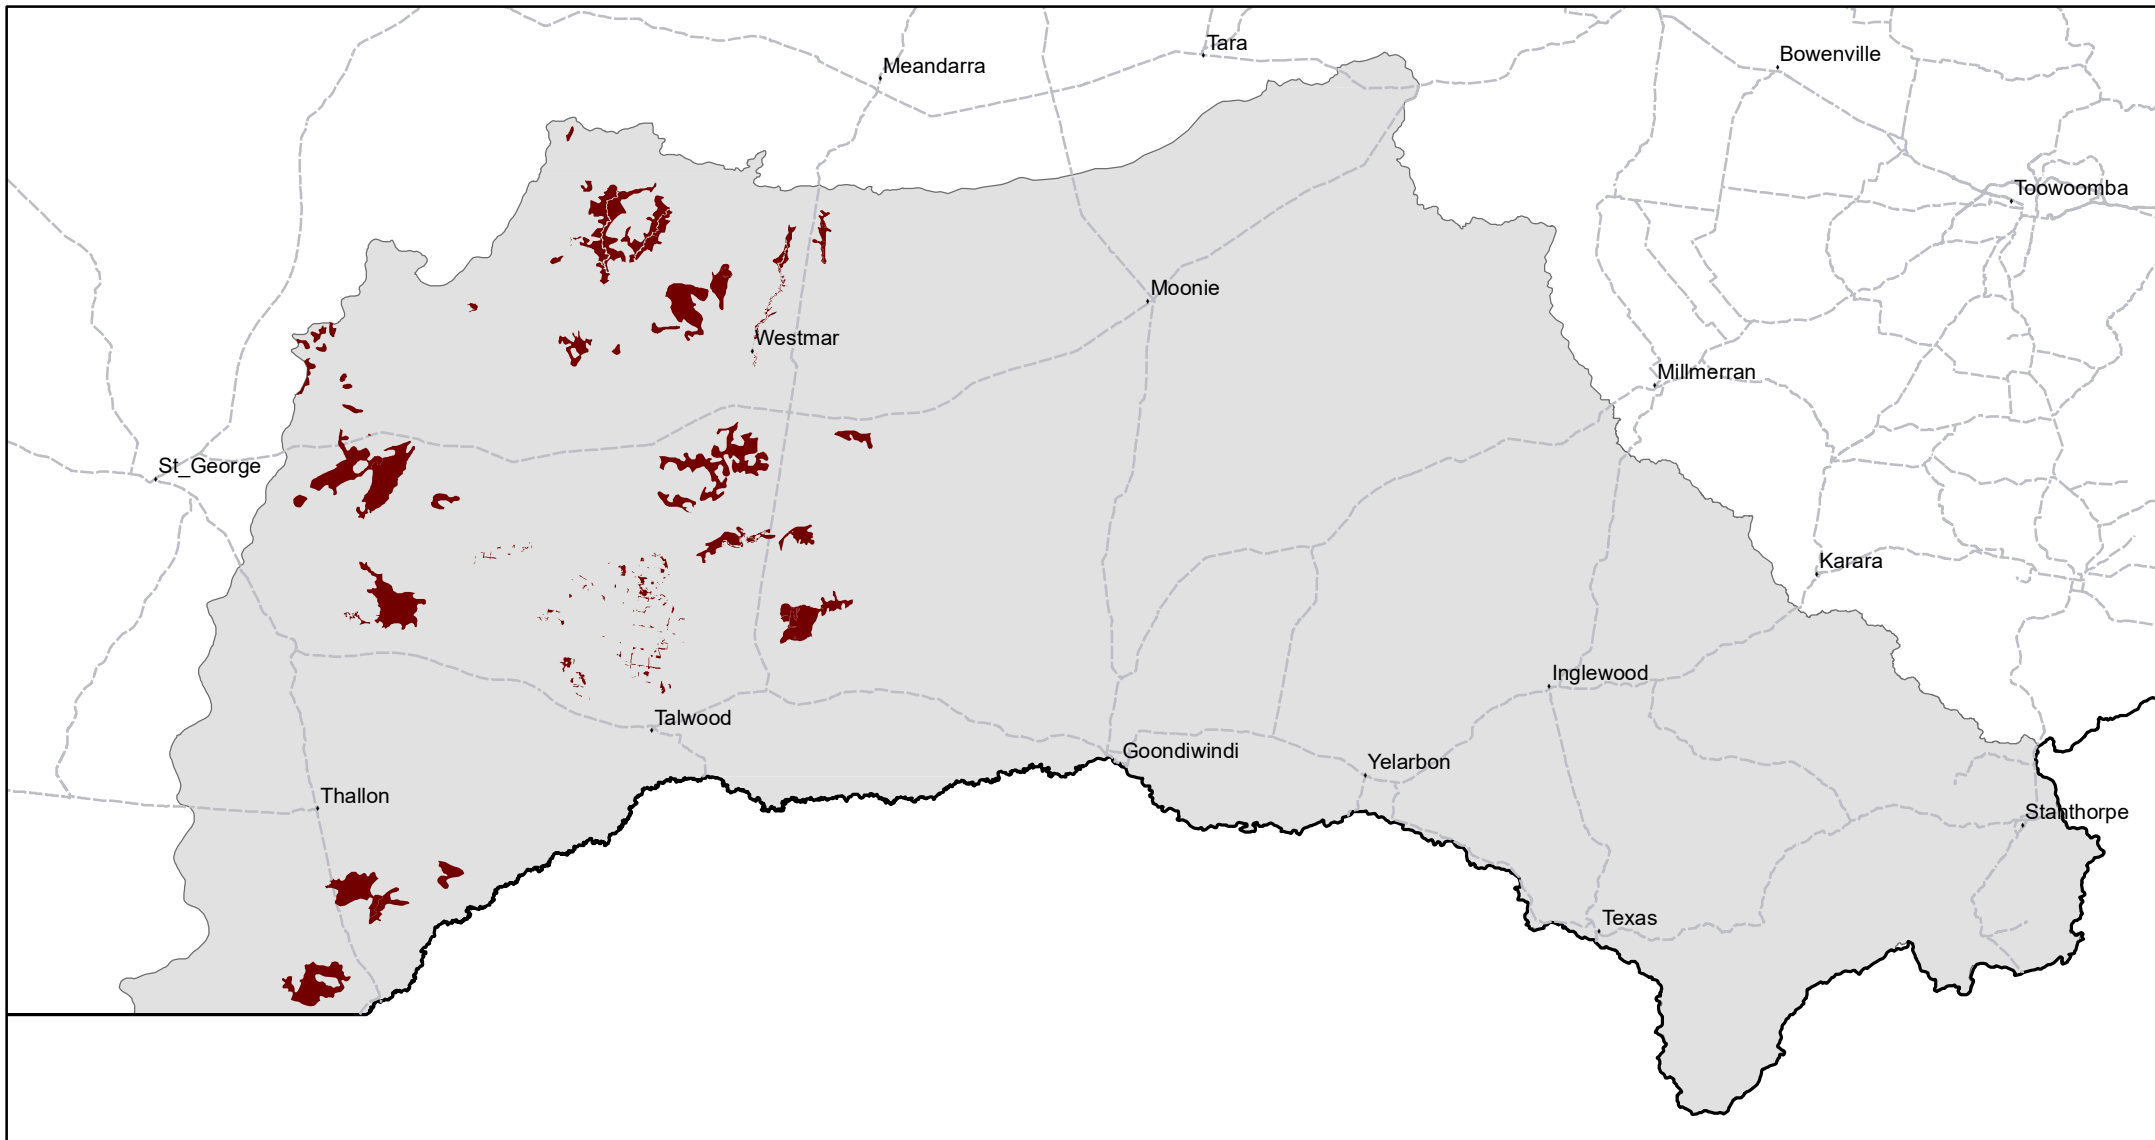 Tara
Bowenville
Meandarra
Toowoomba
Moonie
Westmar
Millmerran
St_George
Karara
Inglewood
Talwood
Goondiwindi
Yelarbon
Thallon
Stanthorpe
Texas